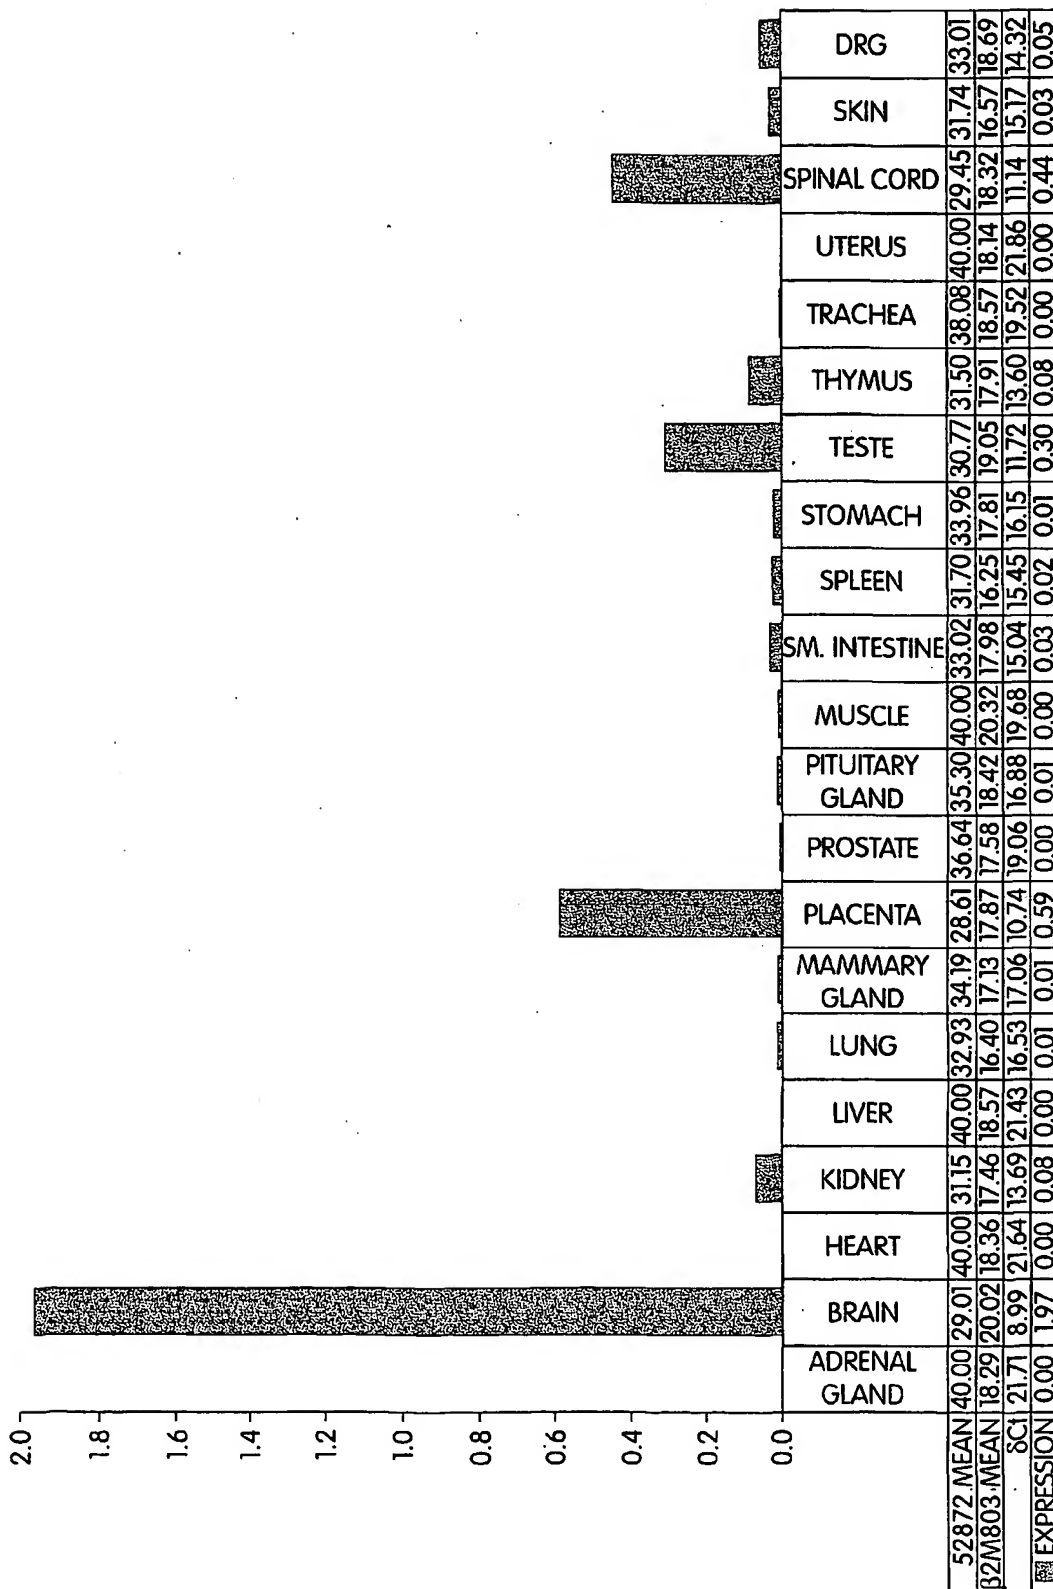 2.0
1.8
1.6
1.4
1.2
1.0
0.8
0.6
0.4
0.2
0.0
ADRENAL GLAND BRAIN HEART KIDNEY LIVER LUNG MAMMARY GLAND PLACENTA PROSTATE PITUITARY GLAND MUSCLE SM. INTESTINE SPLEEN STOMACH TESTE THYMUS TRACHEA UTERUS SPINAL CORD SKIN DRG
52872 MEAN 40.00 29.01 40.00 31.15 40.00 32.93 34.19 28.61 36.64 35.30 40.00 33.02 31.70 33.96 30.77 31.50 38.08 40.00 29.45 31.74 33.01
β2M803 MEAN 18.29 20.02 18.36 17.46 18.57 16.40 17.13 17.87 17.58 18.42 20.32 17.98 16.25 17.81 19.05 17.91 18.57 18.14 18.32 16.57 18.69
δCt 21.71 8.99 21.64 13.69 21.43 16.53 17.06 10.74 19.06 16.88 19.68 15.04 15.45 16.15 11.72 13.60 19.52 21.86 11.14 15.17 14.32
EXPRESSION 0.00 1.97 0.00 0.08 0.00 0.01 0.01 0.59 0.00 0.01 0.00 0.03 0.02 0.01 0.30 0.08 0.00 0.00 0.44 0.03 0.05